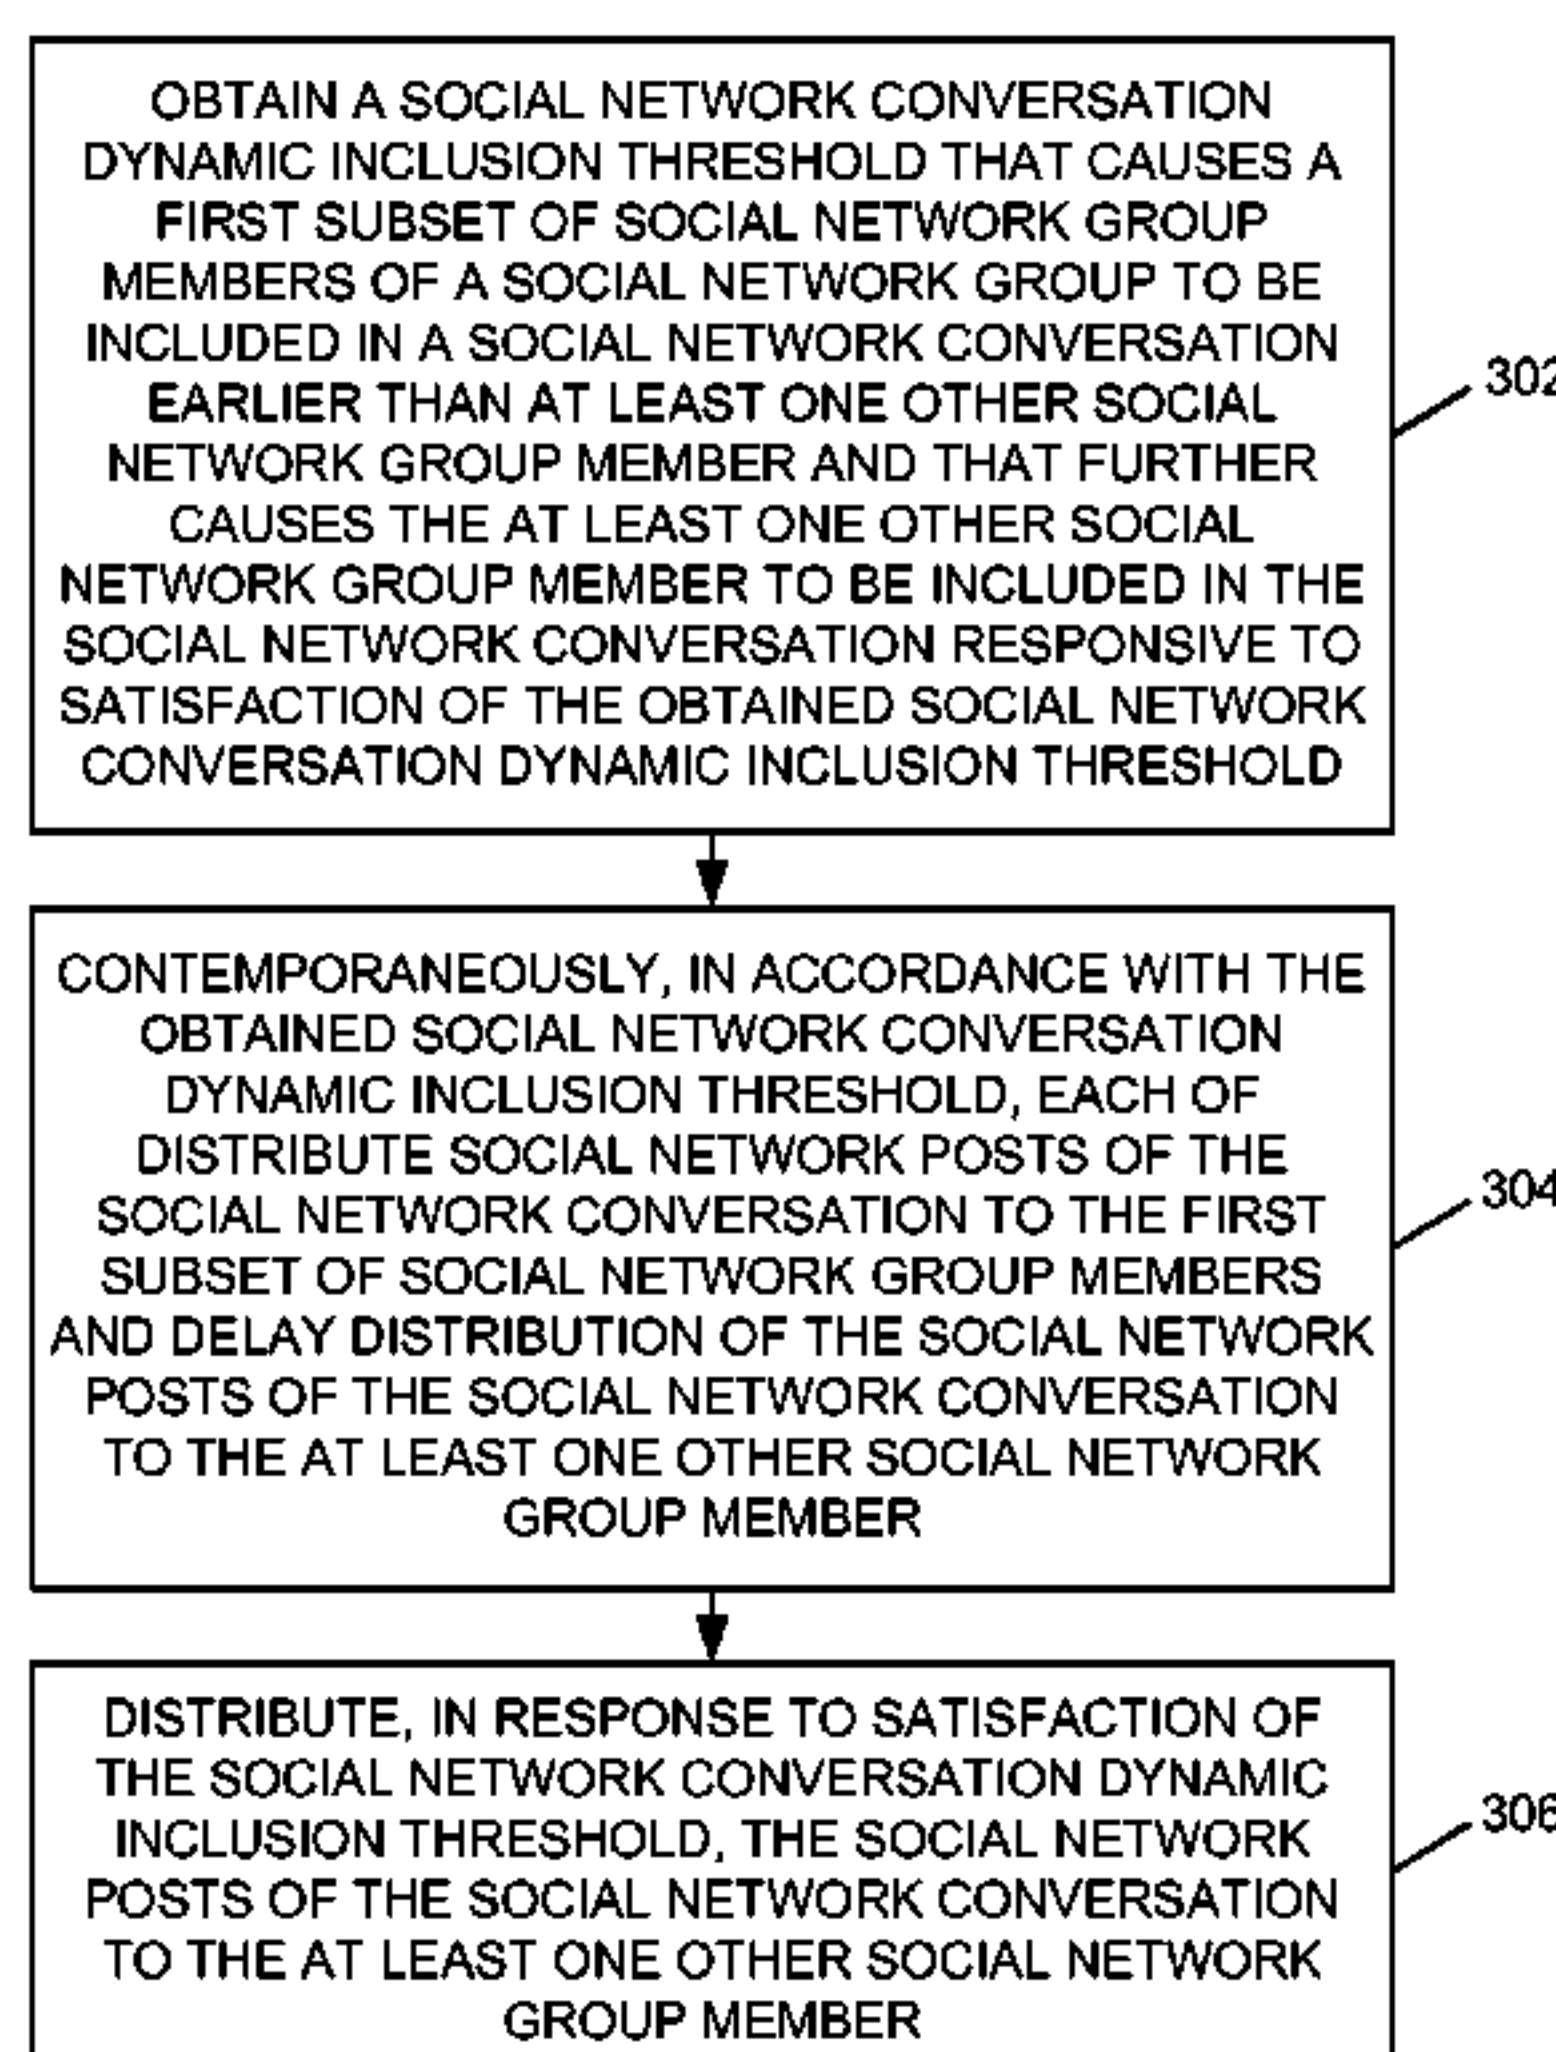 OBTAIN A SOCIAL NETWORK CONVERSATION
DYNAMIC INCLUSION THRESHOLD THAT CAUSES A
FIRST SUBSET OF SOCIAL NETWORK GROUP
MEMBERS OF A SOCIAL NETWORK GROUP TO BE
INCLUDED IN A SOCIAL NETWORK CONVERSATION
EARLIER THAN AT LEAST ONE OTHER SOCIAL
NETWORK GROUP MEMBER AND THAT FURTHER
CAUSES THE AT LEAST ONE OTHER SOCIAL
NETWORK GROUP MEMBER TO BE INCLUDED IN THE
SOCIAL NETWORK CONVERSATION RESPONSIVE TO
SATISFACTION OF THE OBTAINED SOCIAL NETWORK
CONVERSATION DYNAMIC INCLUSION THRESHOLD
302
CONTEMPORANEOUSLY, IN ACCORDANCE WITH THE
OBTAINED SOCIAL NETWORK CONVERSATION
DYNAMIC INCLUSION THRESHOLD, EACH OF
DISTRIBUTE SOCIAL NETWORK POSTS OF THE
SOCIAL NETWORK CONVERSATION TO THE FIRST
SUBSET OF SOCIAL NETWORK GROUP MEMBERS
AND DELAY DISTRIBUTION OF THE SOCIAL NETWORK
POSTS OF THE SOCIAL NETWORK CONVERSATION
TO THE AT LEAST ONE OTHER SOCIAL NETWORK
GROUP MEMBER
304
DISTRIBUTE, IN RESPONSE TO SATISFACTION OF
THE SOCIAL NETWORK CONVERSATION DYNAMIC
INCLUSION THRESHOLD, THE SOCIAL NETWORK
POSTS OF THE SOCIAL NETWORK CONVERSATION
TO THE AT LEAST ONE OTHER SOCIAL NETWORK
GROUP MEMBER
306